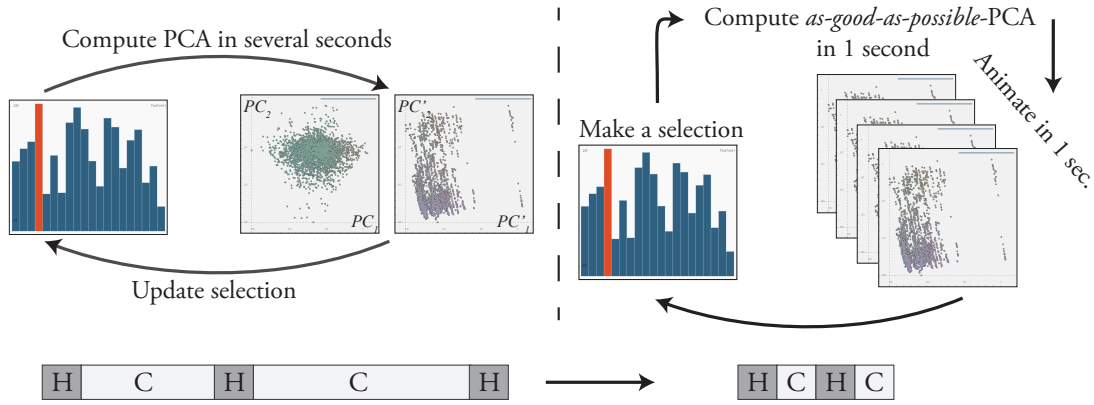 Compute PCA in several seconds
PC2
PC1
PC'
PC'1
Update selection
H C H C H
Compute as-good-as-possible-PCA
in 1 second
Animate in 1 sec.
Make a selection
H C H C